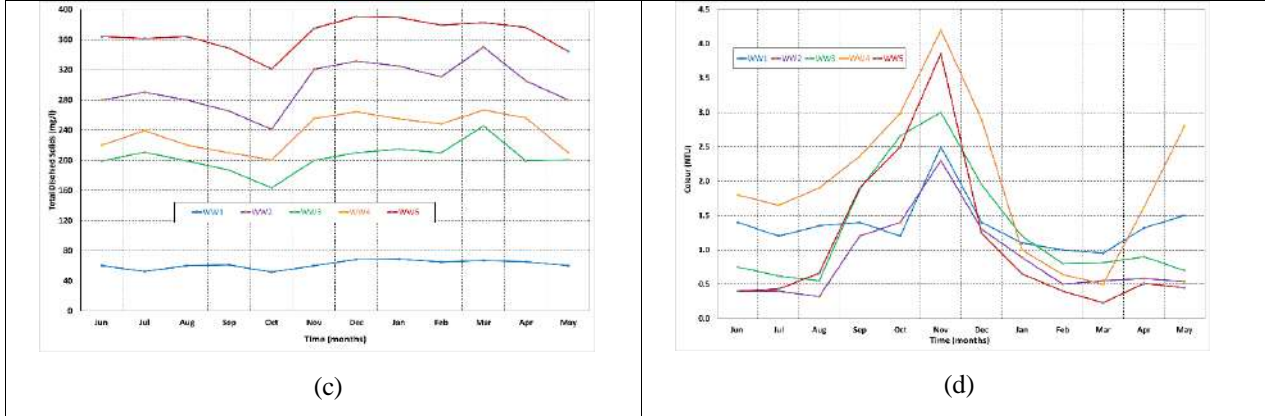 400
360
320
280
240
200
160
120
80
40
0
Total Disolved Solids (mg/l)
WW1 WW2 WW3 WW4 WW5
Jun Jul Aug Sep Oct Nov Dec Jan Feb Mar Apr May
Time (months)
(c)
4.5
4.0
3.5
3.0
2.5
2.0
1.5
1.0
0.5
0.0
Colour (NTU)
WW1 WW2 WW3 WW4 WW5
Jun Jul Aug Sep Oct Nov Dec Jan Feb Mar Apr May
Time (months)
(d)